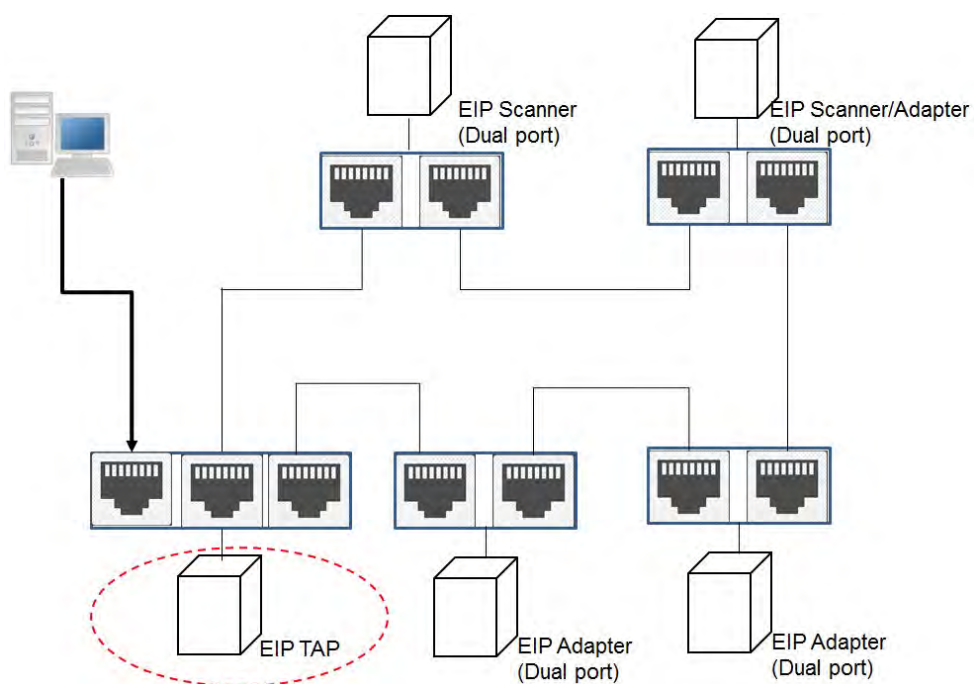 EIP Scanner
(Dual port)
EIP Scanner/Adapter
(Dual port)
EIP TAP
EIP Adapter
(Dual port)
EIP Adapter
(Dual port)